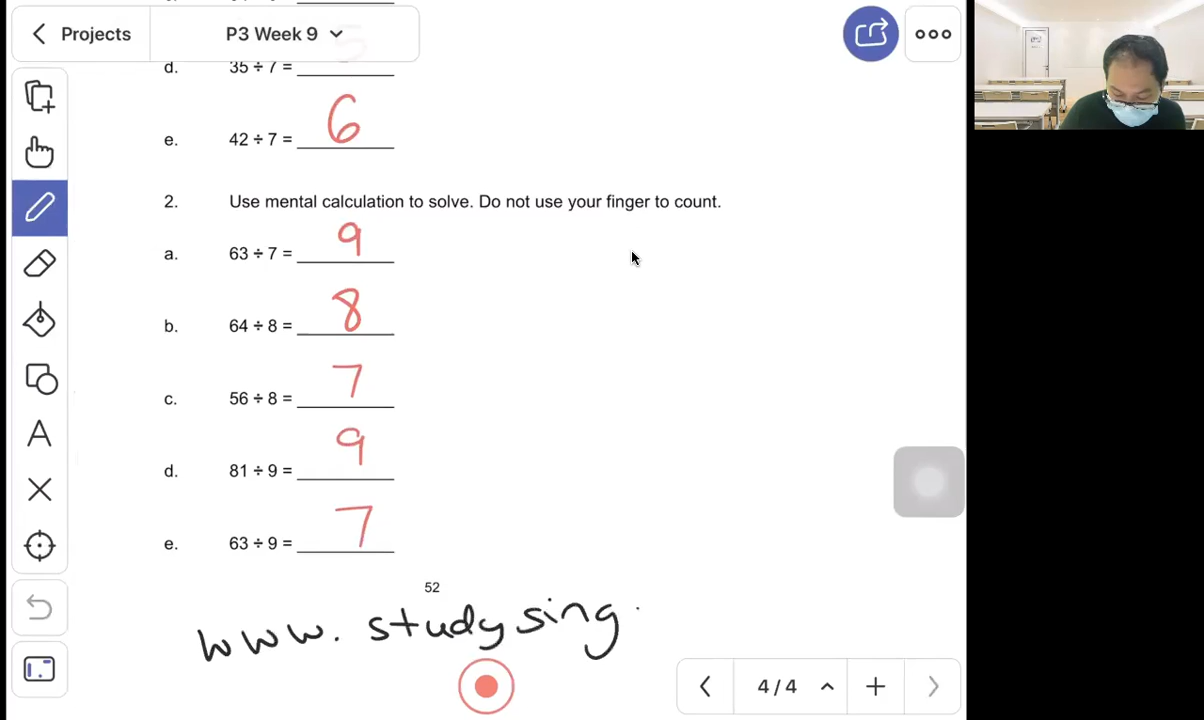 Projects
P3 Week 9
d. 35 ÷ 7 =
e. 42 ÷ 7 = 6
2. Use mental calculation to solve. Do not use your finger to count.
a. 63 ÷ 7 = 9
b. 64 ÷ 8 = 8
c. 56 ÷ 8 = 7
d. 81 ÷ 9 = 9
e. 63 ÷ 9 = 7
52
www. studysing.
4 / 4